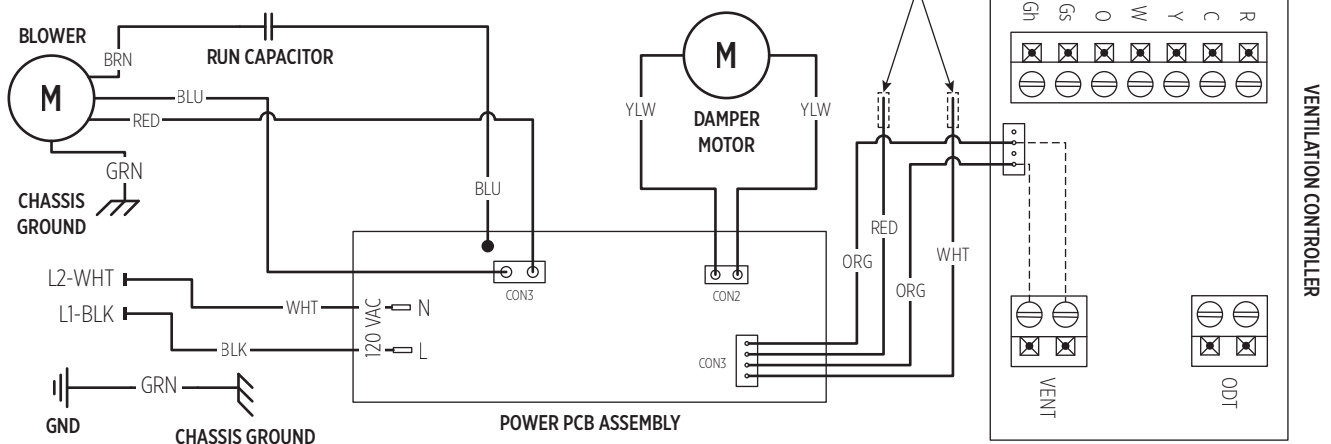 Gh Gs O W Y C R
BLOWER
M
BRN
RUN CAPACITOR
BLU
RED
GRN
CHASSIS
GROUND
BLU
M
DAMPER
MOTOR
YLW
YLW
VENTILATION CONTROLLER
L2-WHT
WHT
N
L1-BLK
BLK
L
120 VAC
CON3
CON2
CON3
ORG
RED
ORG
WHT
VENT
ODT
GRN
GND
CHASSIS GROUND
POWER PCB ASSEMBLY